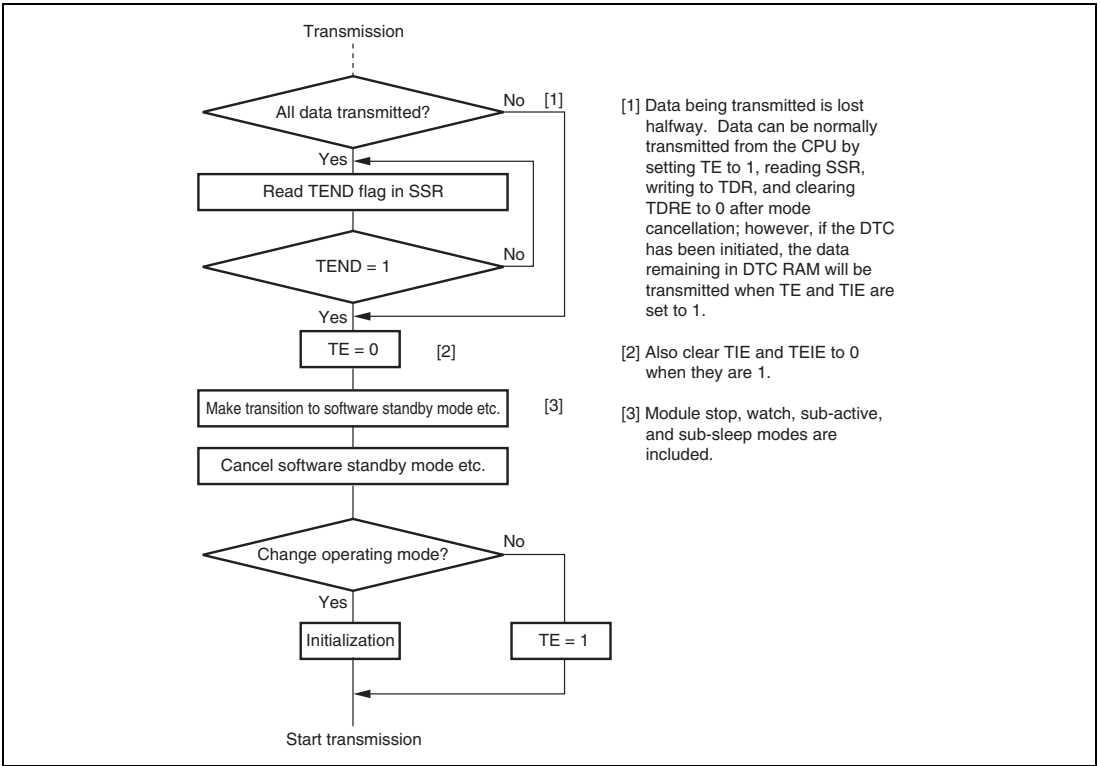 Transmission
All data transmitted?
No [1]
Yes
Read TEND flag in SSR
TEND = 1
No
Yes
TE = 0 [2]
Make transition to software standby mode etc. [3]
Cancel software standby mode etc.
Change operating mode?
No
Yes
Initialization
TE = 1
Start transmission
[1] Data being transmitted is lost
halfway. Data can be normally
transmitted from the CPU by
setting TE to 1, reading SSR,
writing to TDR, and clearing
TDRE to 0 after mode
cancellation; however, if the DTC
has been initiated, the data
remaining in DTC RAM will be
transmitted when TE and TIE are
set to 1.
[2] Also clear TIE and TEIE to 0
when they are 1.
[3] Module stop, watch, sub-active,
and sub-sleep modes are
included.